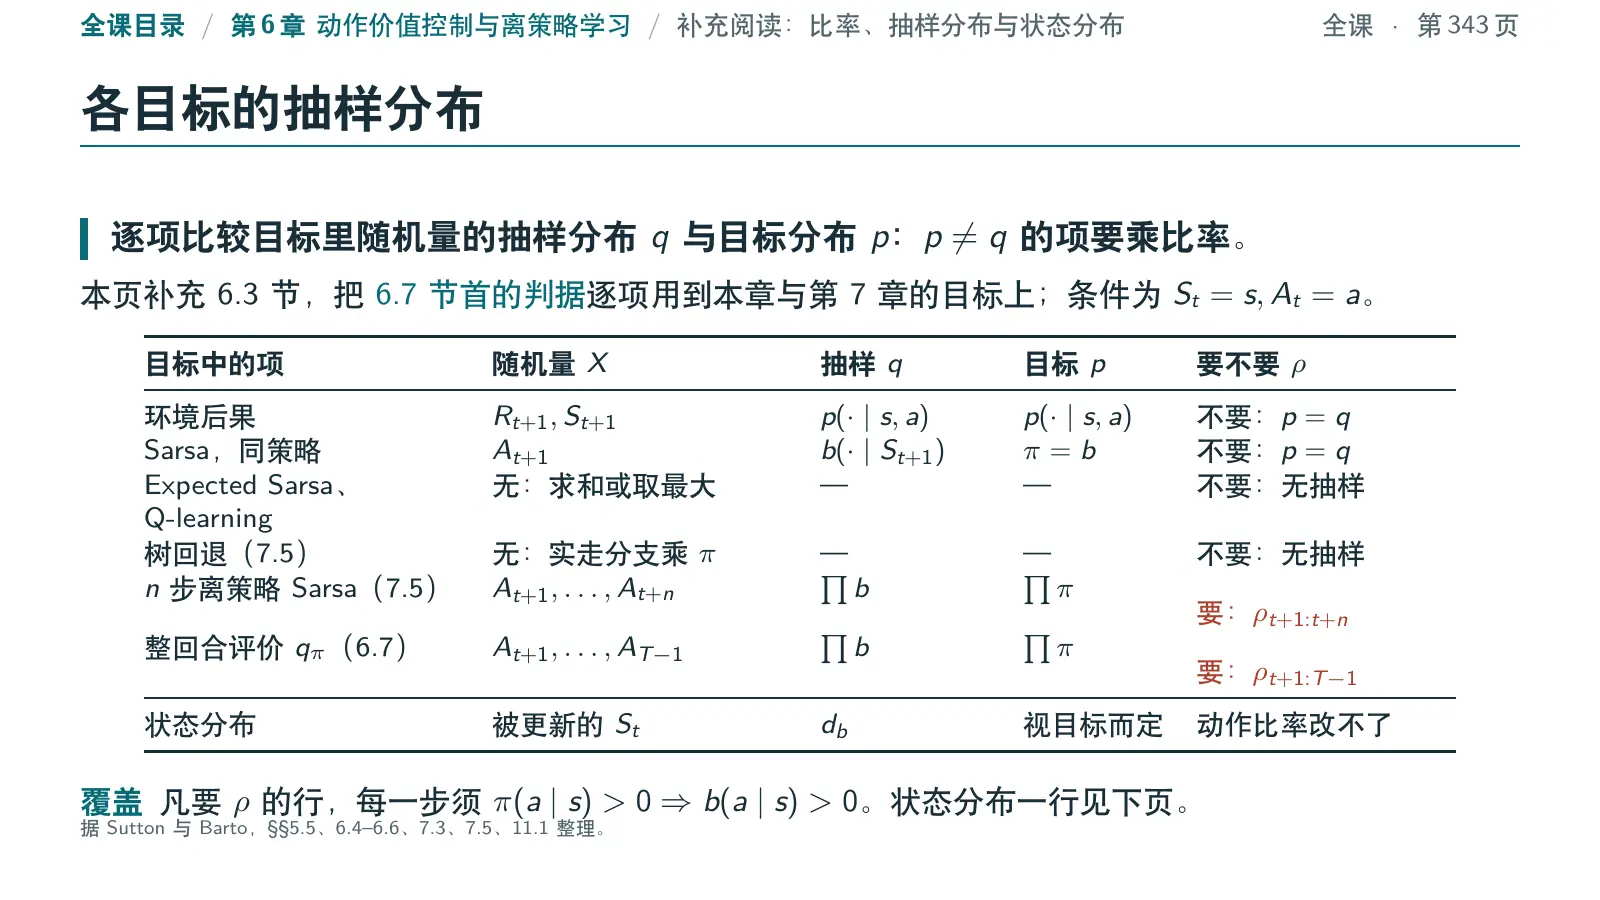 全课目录 / 第 6 章 动作价值控制与离策略学习 / 补充阅读：比率、抽样分布与状态分布 全课 · 第 343 页
各目标的抽样分布
逐项比较目标里随机量的抽样分布 q 与目标分布 p：p ≠ q 的项要乘比率。
本页补充 6.3 节，把 6.7 节首的判据逐项用到本章与第 7 章的目标上；条件为 S_t = s, A_t = a。
目标中的项 随机量 X 抽样 q 目标 p 要不要 ρ
环境后果 R_{t+1}, S_{t+1} p(· | s, a) p(· | s, a) 不要：p = q
Sarsa，同策略 A_{t+1} b(· | S_{t+1}) π = b 不要：p = q
Expected Sarsa、 无：求和或取最大 — — 不要：无抽样
Q-learning
树回退（7.5） 无：实走分支乘 π — — 不要：无抽样
n 步离策略 Sarsa（7.5） A_{t+1}, . . . , A_{t+n} ∏ b ∏ π 要：ρ_{t+1:t+n}
整回合评价 q_π（6.7） A_{t+1}, . . . , A_{T−1} ∏ b ∏ π 要：ρ_{t+1:T−1}
状态分布 被更新的 S_t d_b 视目标而定 动作比率改不了
覆盖 凡要 ρ 的行，每一步须 π(a | s) > 0 ⇒ b(a | s) > 0。状态分布一行见下页。
据 Sutton 与 Barto，§§5.5、6.4–6.6、7.3、7.5、11.1 整理。